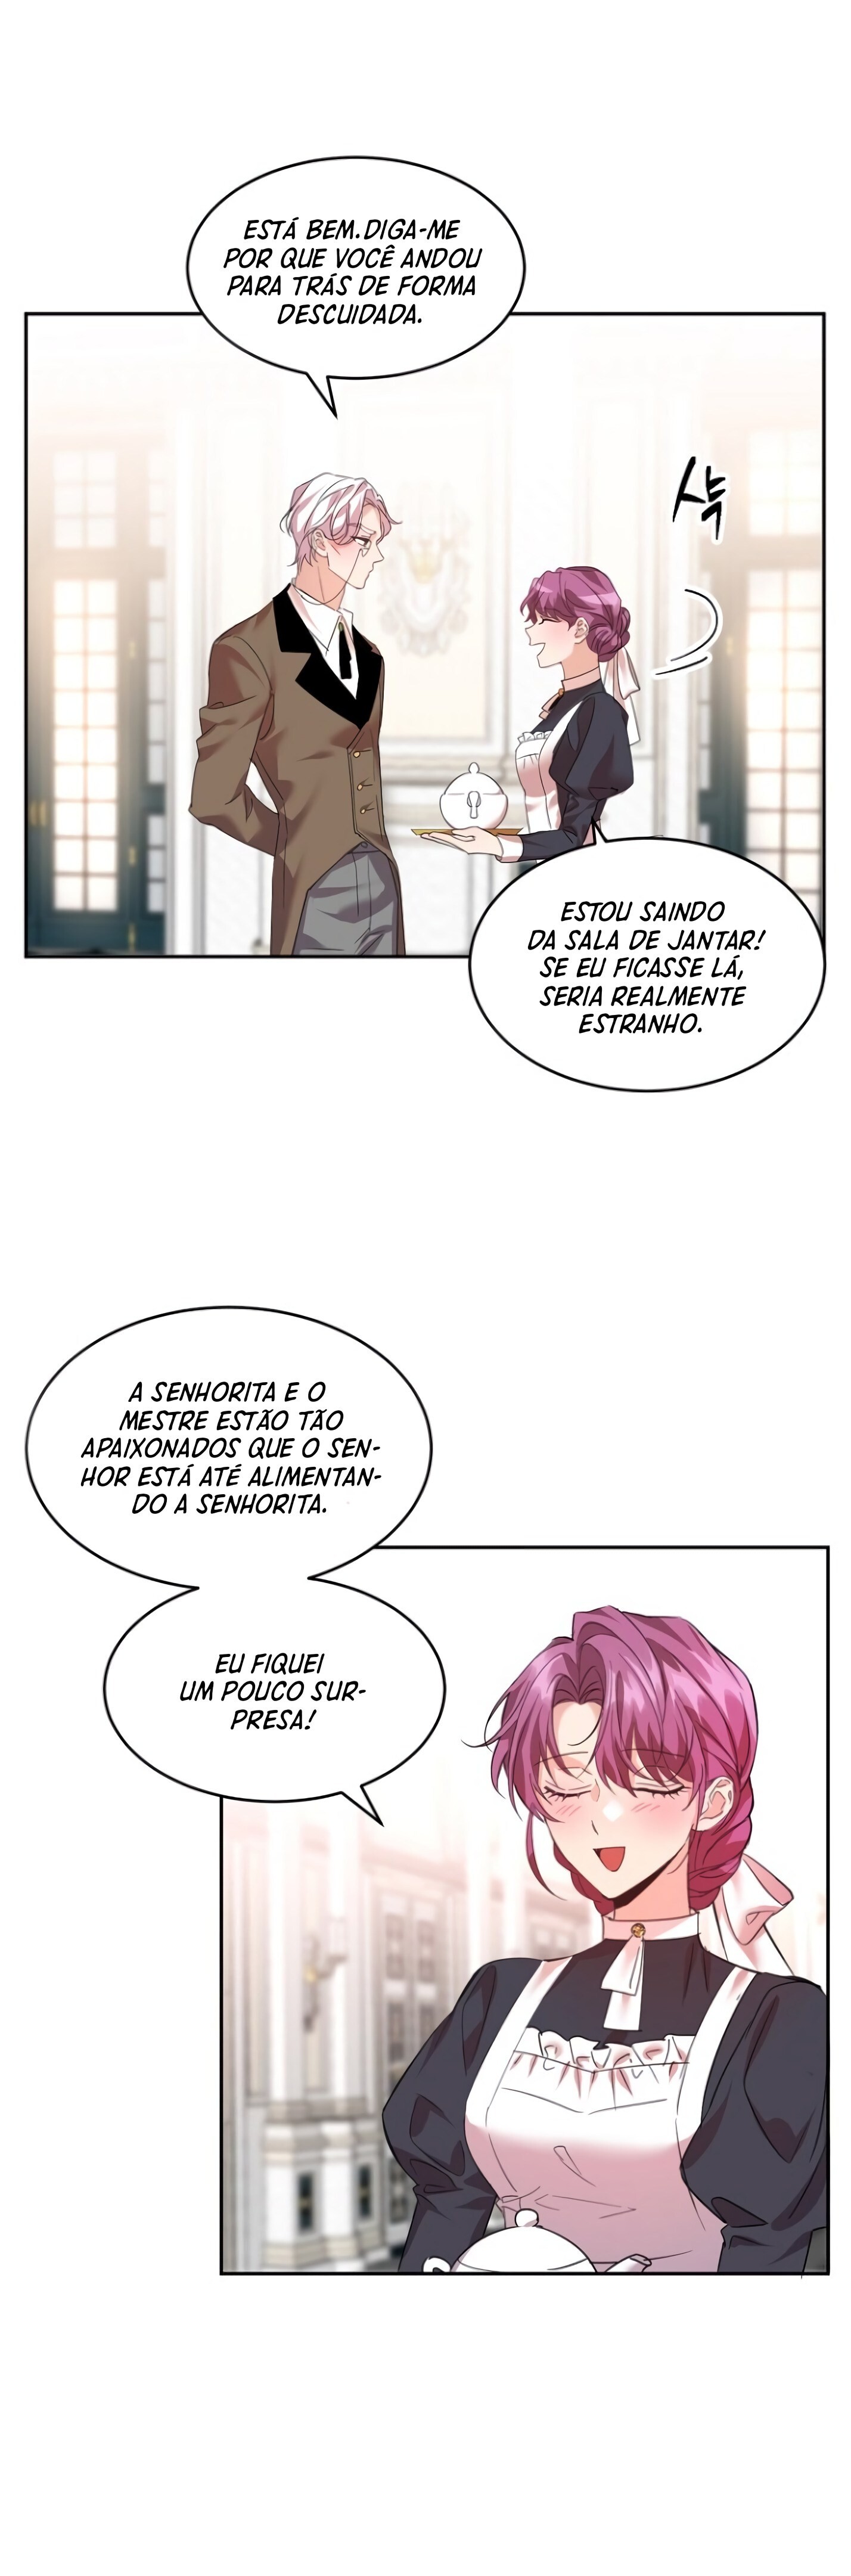 ESTÁ BEM.DIGA-ME
POR QUE VOCÊ ANDOU
PARA TRÁS DE FORMA
DESCUIDADA.
삭
ESTOU SAINDO
DA SALA DE JANTAR!
SE EU FICASSE LÁ,
SERIA REALMENTE
ESTRANHO.
A SENHORITA E O
MESTRE ESTÃO TÃO
APAIXONADOS QUE O SEN-
HOR ESTÁ ATÉ ALIMENTAN-
DO A SENHORITA.
EU FIQUEI
UM POUCO SUR-
PRESA!